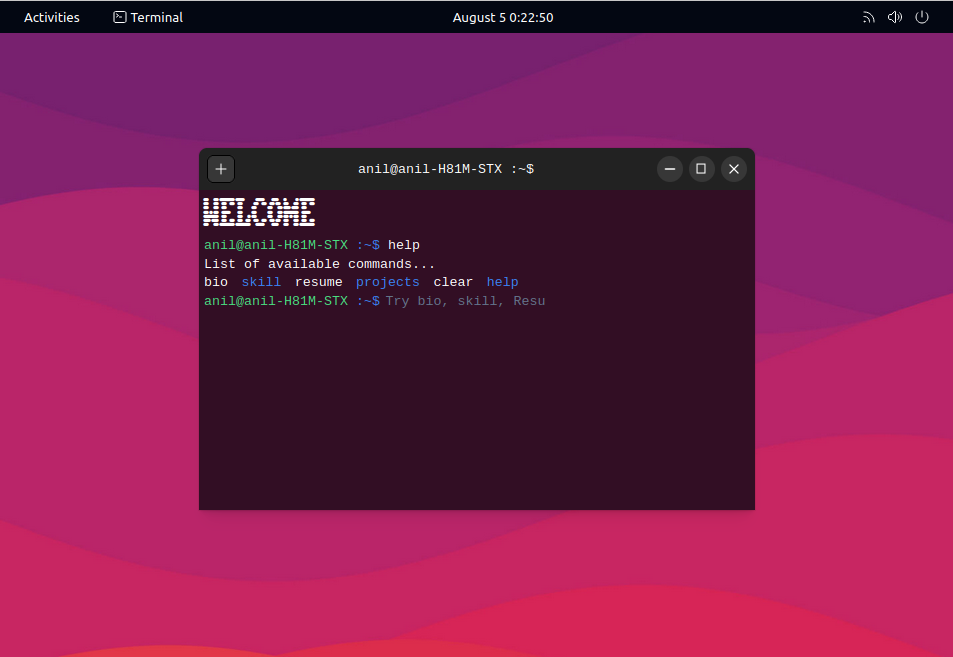 Activities Terminal August 5 0:22:50
anil@anil-H81M-STX :~$
WELCOME
anil@anil-H81M-STX :~$ help
List of available commands...
bio skill resume projects clear help
anil@anil-H81M-STX :~$ Try bio, skill, Resu